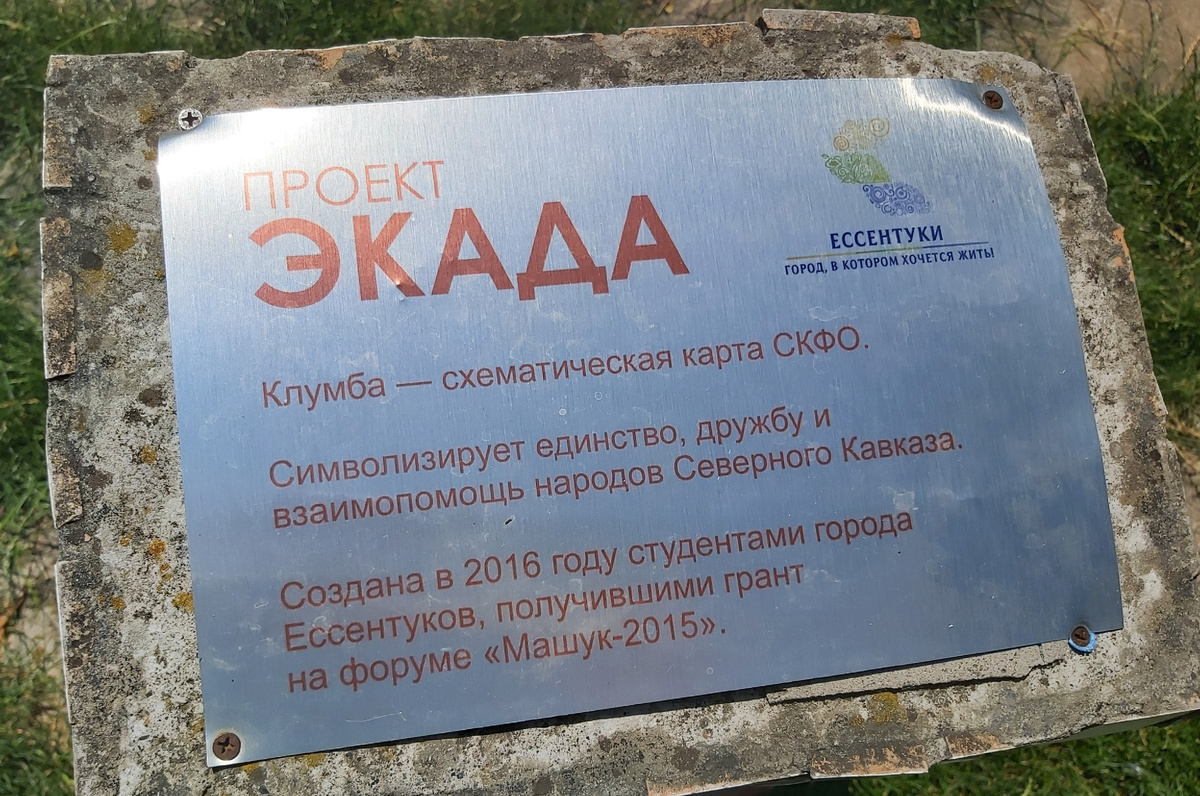 ПРОЕКТ
ЭКАДА
ЕССЕНТУКИ
ГОРОД, В КОТОРОМ ХОЧЕТСЯ ЖИТЬ!
Клумба — схематическая карта СКФО.
Символизирует единство, дружбу и
взаимопомощь народов Северного Кавказа.
Создана в 2016 году студентами города
Ессентуков, получившими грант
на форуме «Машук-2015».